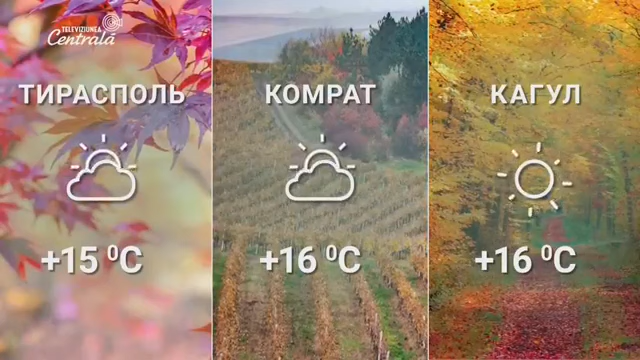 TELEVIZIUNEA
Centrală
ТИРАСПОЛЬ
КОМРАТ
КАГУЛ
+15 ⁰C
+16 ⁰C
+16 ⁰C